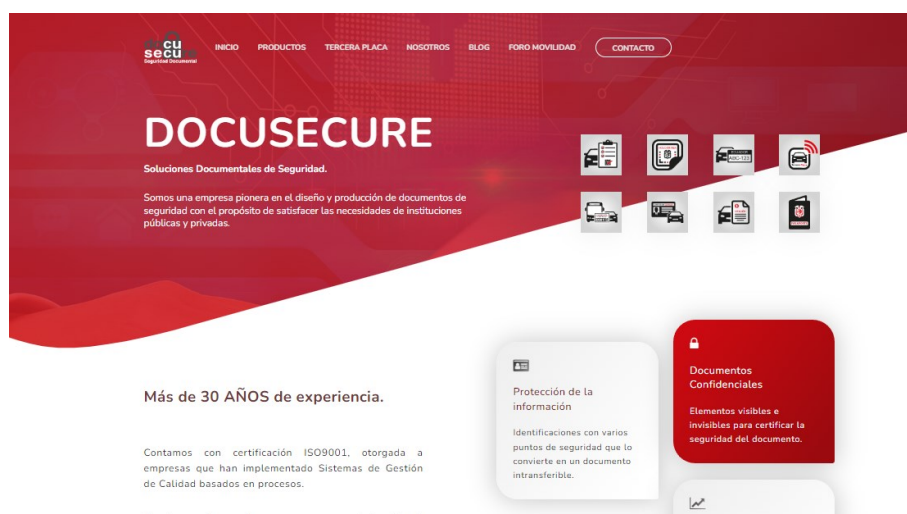 cu
secu
Seguridad Documental
INICIO PRODUCTOS TERCERA PLACA NOSOTROS BLOG FORO MOVILIDAD CONTACTO
DOCUSECURE
Soluciones Documentales de Seguridad.
Somos una empresa pionera en el diseño y producción de documentos de
seguridad con el propósito de satisfacer las necesidades de instituciones
públicas y privadas.
ABC-123
Más de 30 AÑOS de experiencia.
Contamos con certificación ISO9001, otorgada a
empresas que han implementado Sistemas de Gestión
de Calidad basados en procesos.
Protección de la
información
Identificaciones con varios
puntos de seguridad que lo
convierte en un documento
intransferible.
Documentos
Confidenciales
Elementos visibles e
invisibles para certificar la
seguridad del documento.